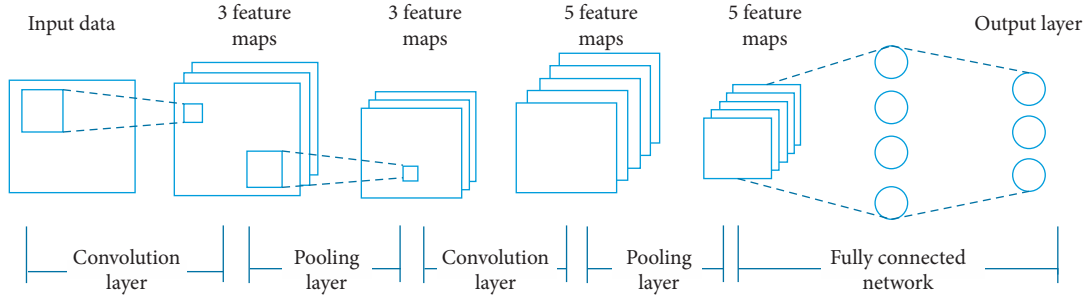 Input data
3 feature
maps
3 feature
maps
5 feature
maps
5 feature
maps
Output layer
Convolution
layer
Pooling
layer
Convolution
layer
Pooling
layer
Fully connected
network